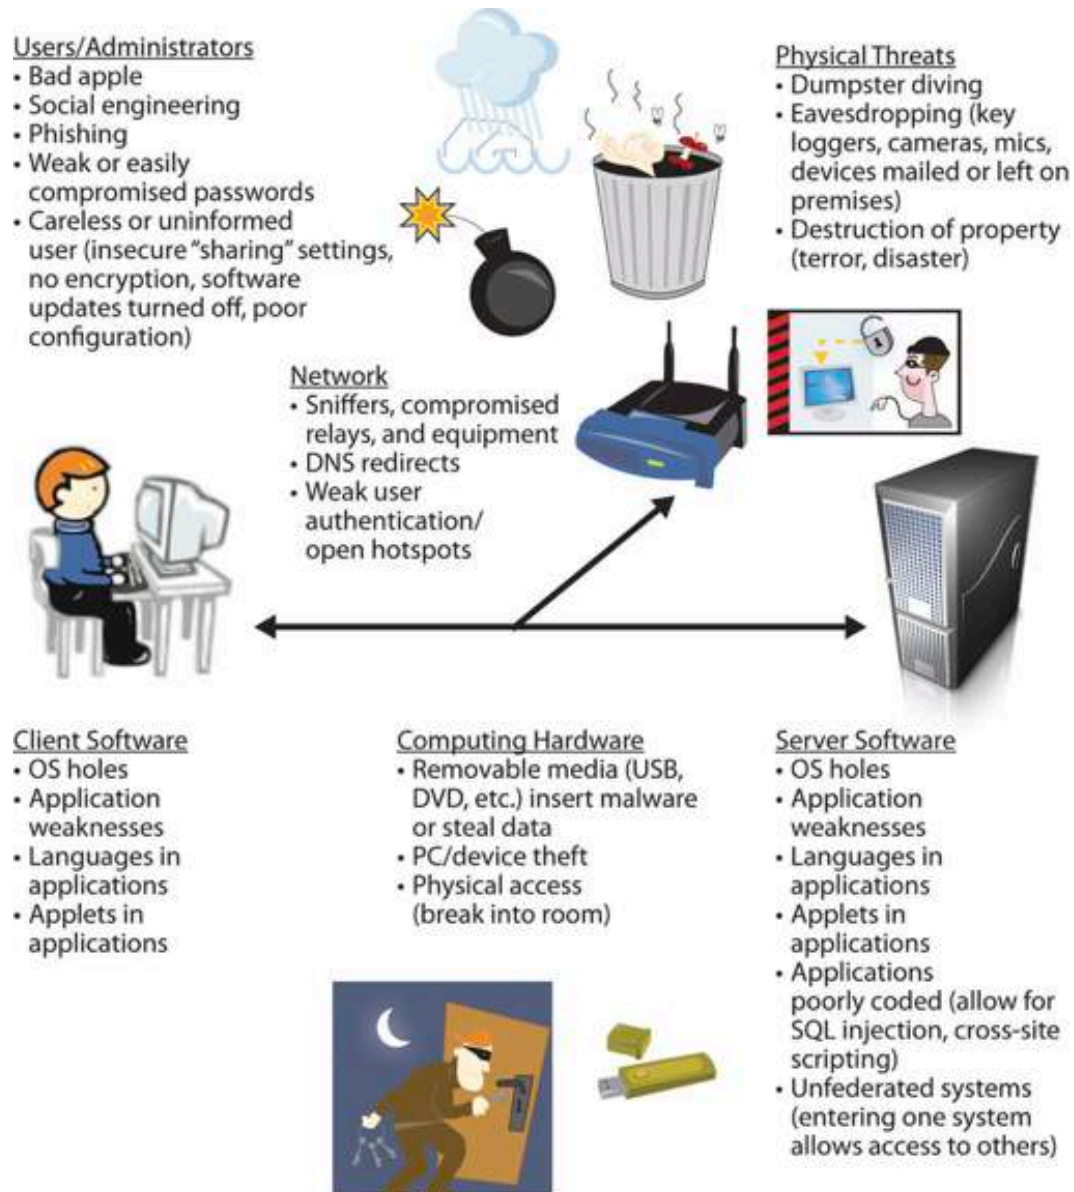 Users/Administrators
• Bad apple
• Social engineering
• Phishing
• Weak or easily
compromised passwords
• Careless or uninformed
user (insecure “sharing” settings,
no encryption, software
updates turned off, poor
configuration)
Physical Threats
• Dumpster diving
• Eavesdropping (key
loggers, cameras, mics,
devices mailed or left on
premises)
• Destruction of property
(terror, disaster)
Network
• Sniffers, compromised
relays, and equipment
• DNS redirects
• Weak user
authentication/
open hotspots
Client Software
• OS holes
• Application
weaknesses
• Languages in
applications
• Applets in
applications
Computing Hardware
• Removable media (USB,
DVD, etc.) insert malware
or steal data
• PC/device theft
• Physical access
(break into room)
Server Software
• OS holes
• Application
weaknesses
• Languages in
applications
• Applets in
applications
• Applications
poorly coded (allow for
SQL injection, cross-site
scripting)
• Unfederated systems
(entering one system
allows access to others)